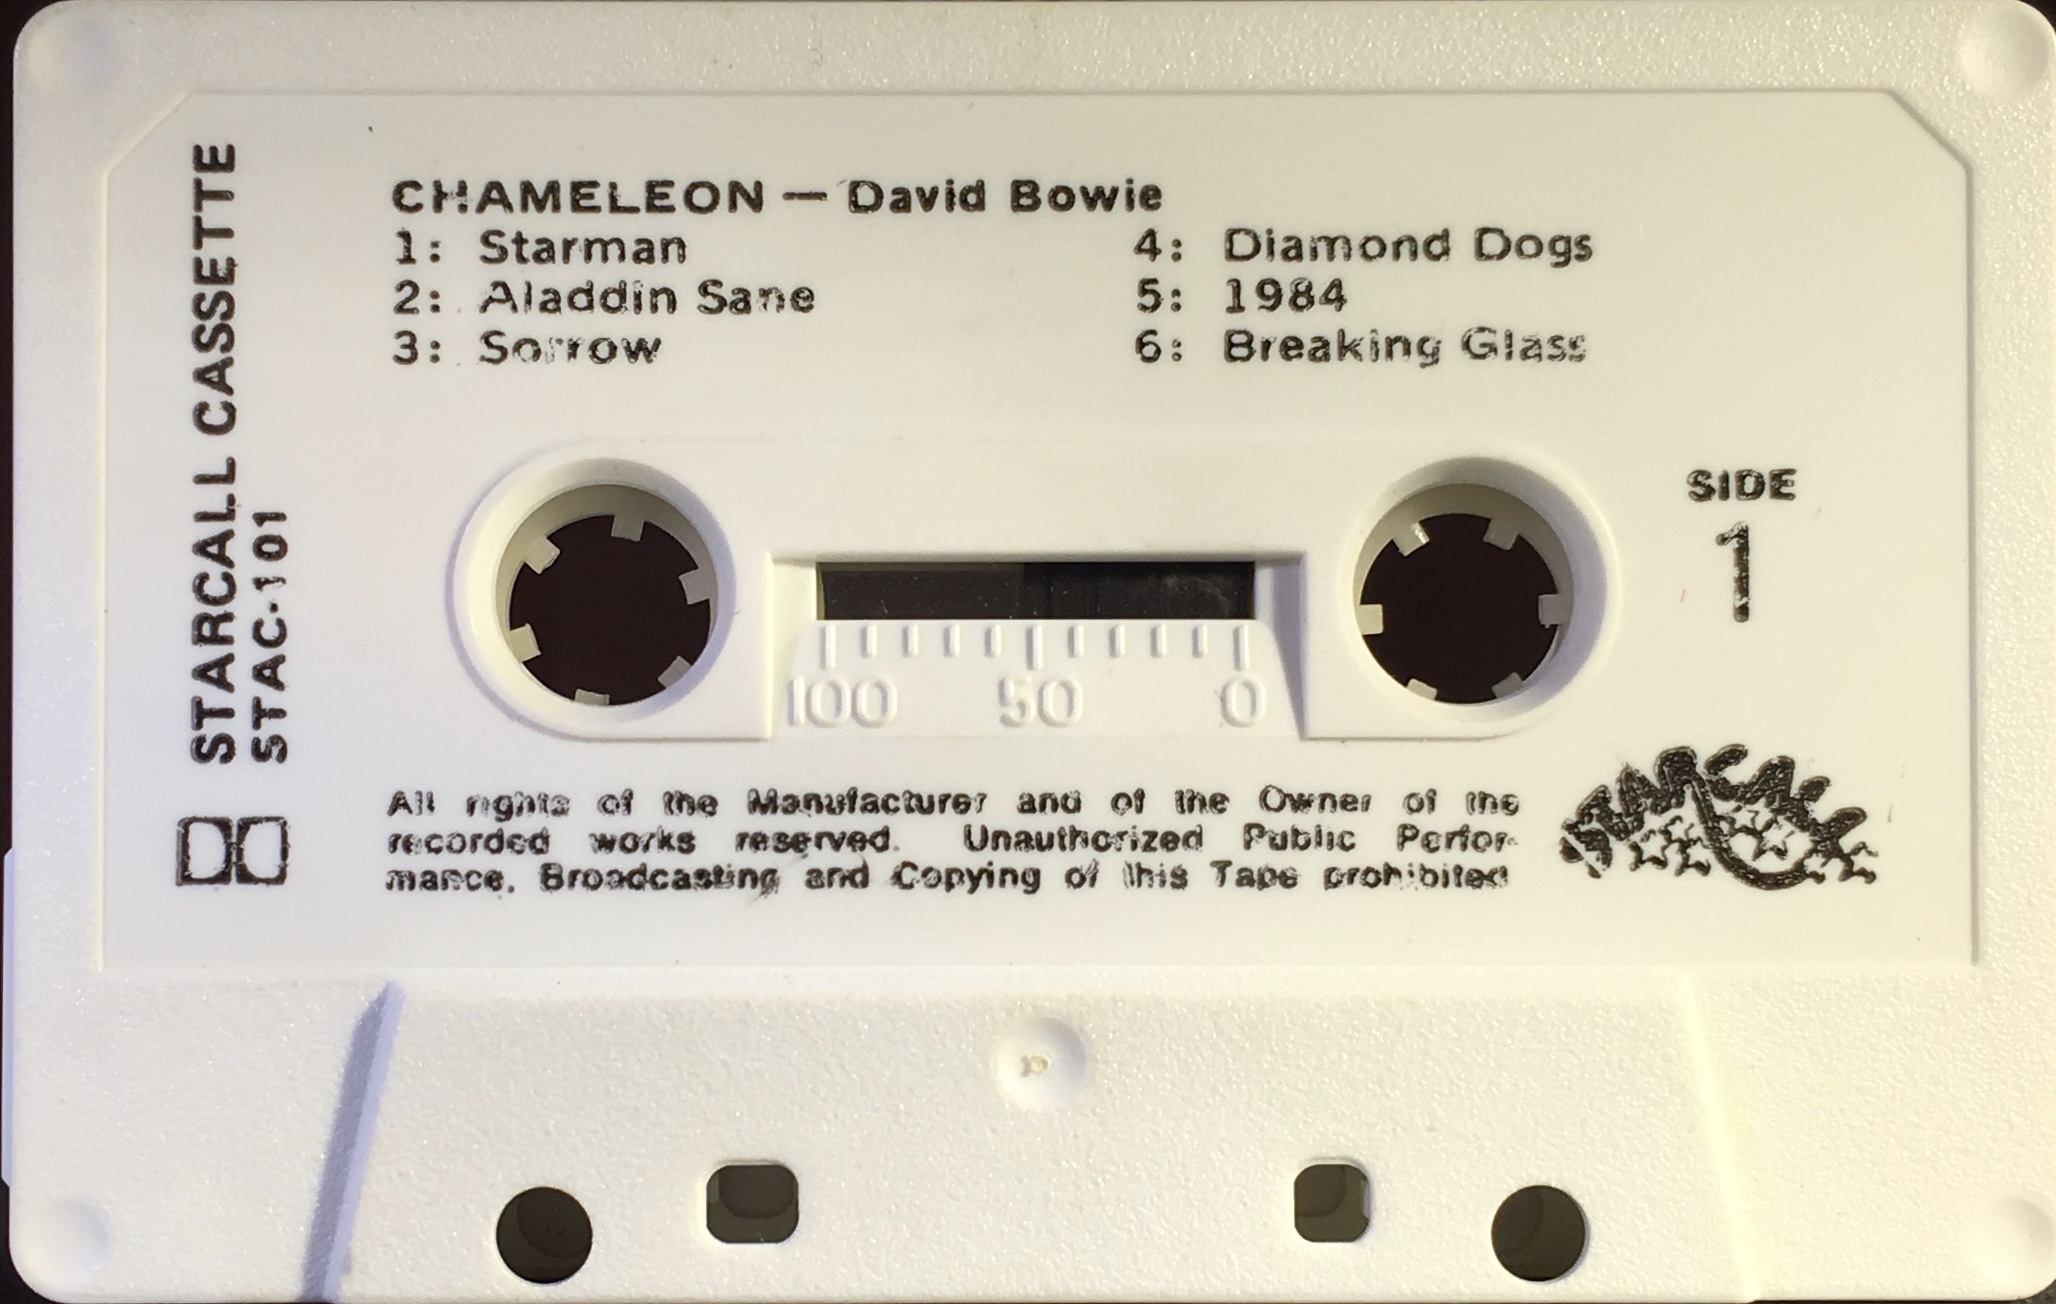 CHAMELEON — David Bowie
1: Starman
2: Aladdin Sane
3: Sorrow
4: Diamond Dogs
5: 1984
6: Breaking Glass
STARCALL CASSETTE
STAC-101
SIDE
1
100 50 0
All rights of the Manufacturer and of the Owner of the
recorded works reserved. Unauthorized Public Perfor-
mance, Broadcasting and Copying of this Tape prohibited
STARCALL